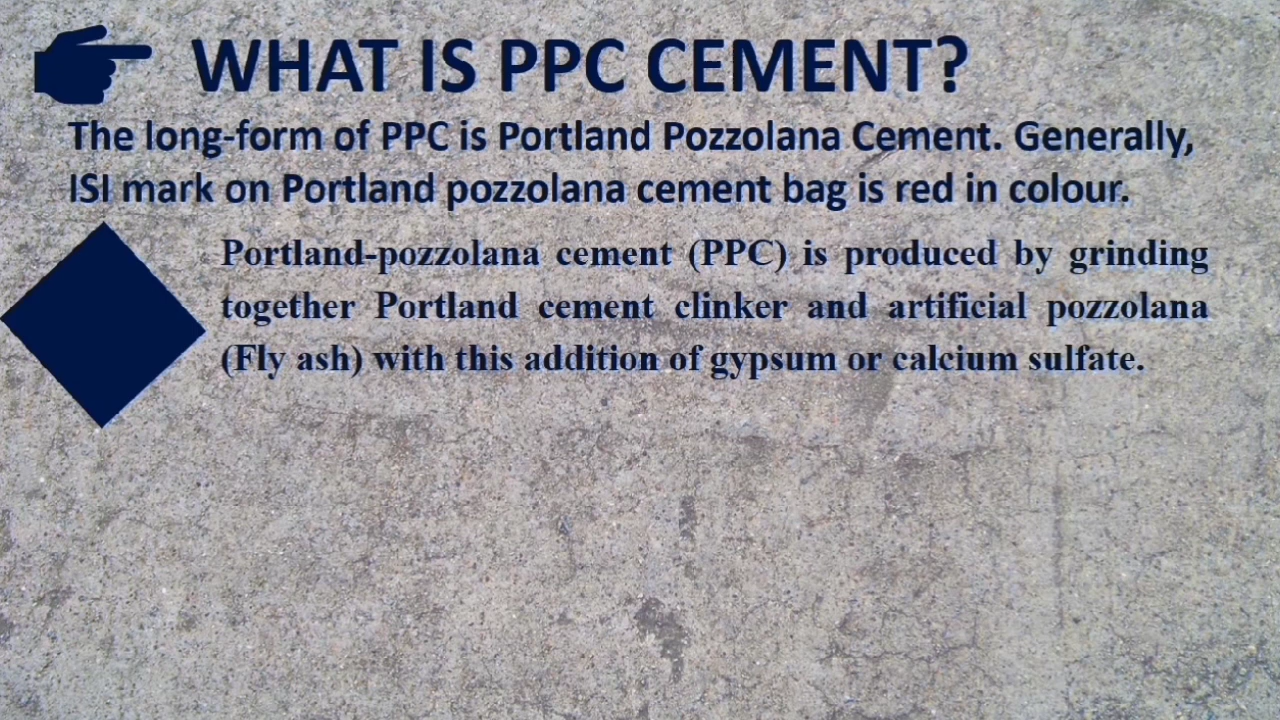 WHAT IS PPC CEMENT?
The long-form of PPC is Portland Pozzolana Cement. Generally,
ISI mark on Portland pozzolana cement bag is red in colour.
Portland-pozzolana cement (PPC) is produced by grinding
together Portland cement clinker and artificial pozzolana
(Fly ash) with this addition of gypsum or calcium sulfate.